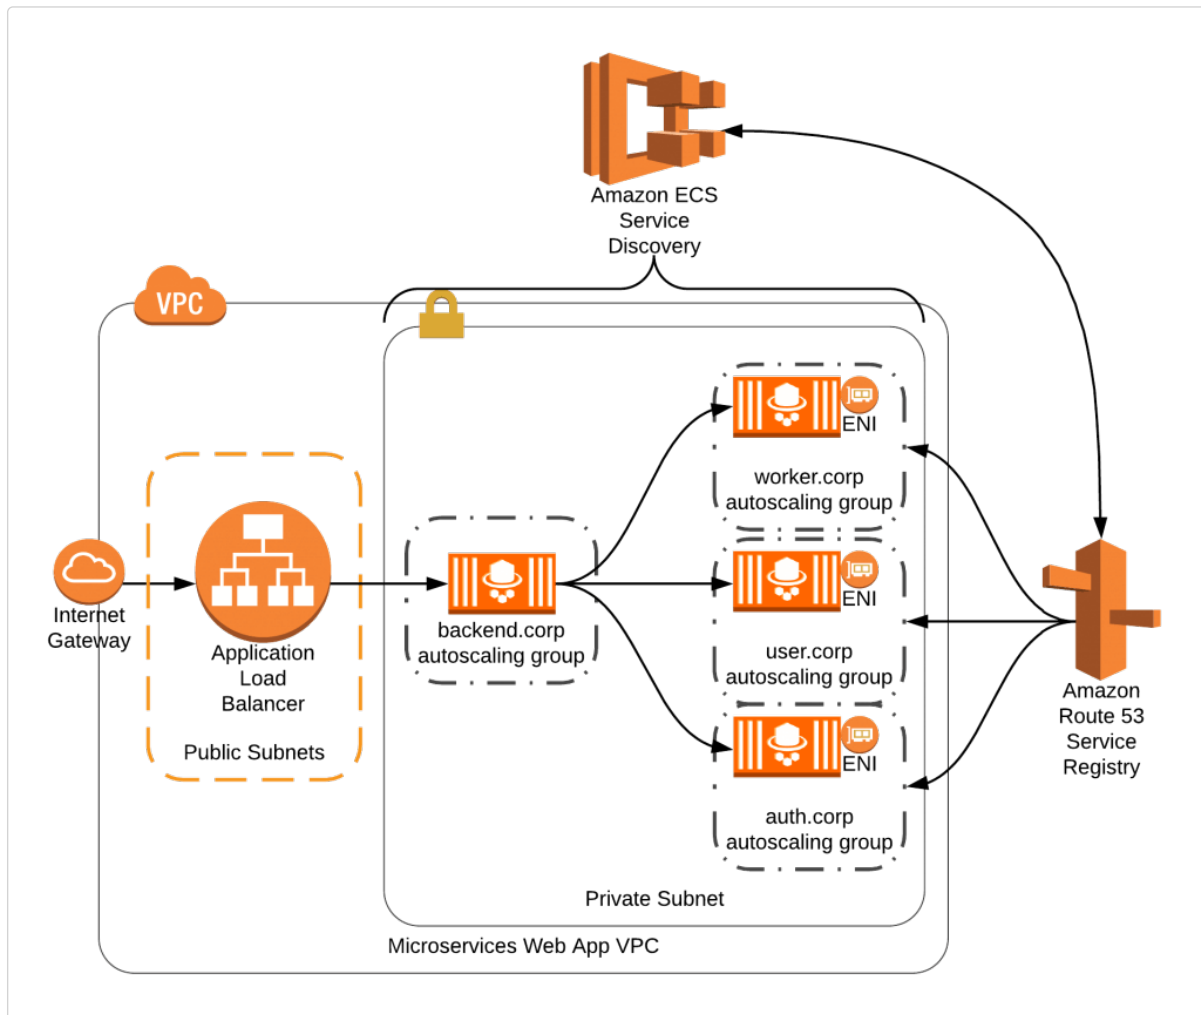 Amazon ECS
Service
Discovery
VPC
ENI
worker.corp
autoscaling group
Internet
Gateway
Application
Load
Balancer
Public Subnets
backend.corp
autoscaling group
ENI
user.corp
autoscaling group
ENI
auth.corp
autoscaling group
Amazon
Route 53
Service
Registry
Private Subnet
Microservices Web App VPC